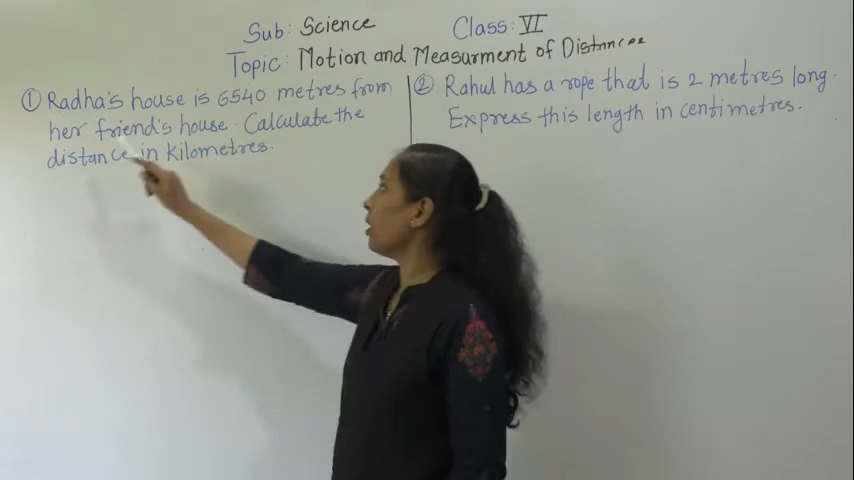 Sub: Science Class: VI
Topic: Motion and Measurment of Distances
① Radha's house is 6540 metres from
her friend's house. Calculate the
distance in kilometres.
② Rahul has a rope that is 2 metres long.
Express this length in centimetres.